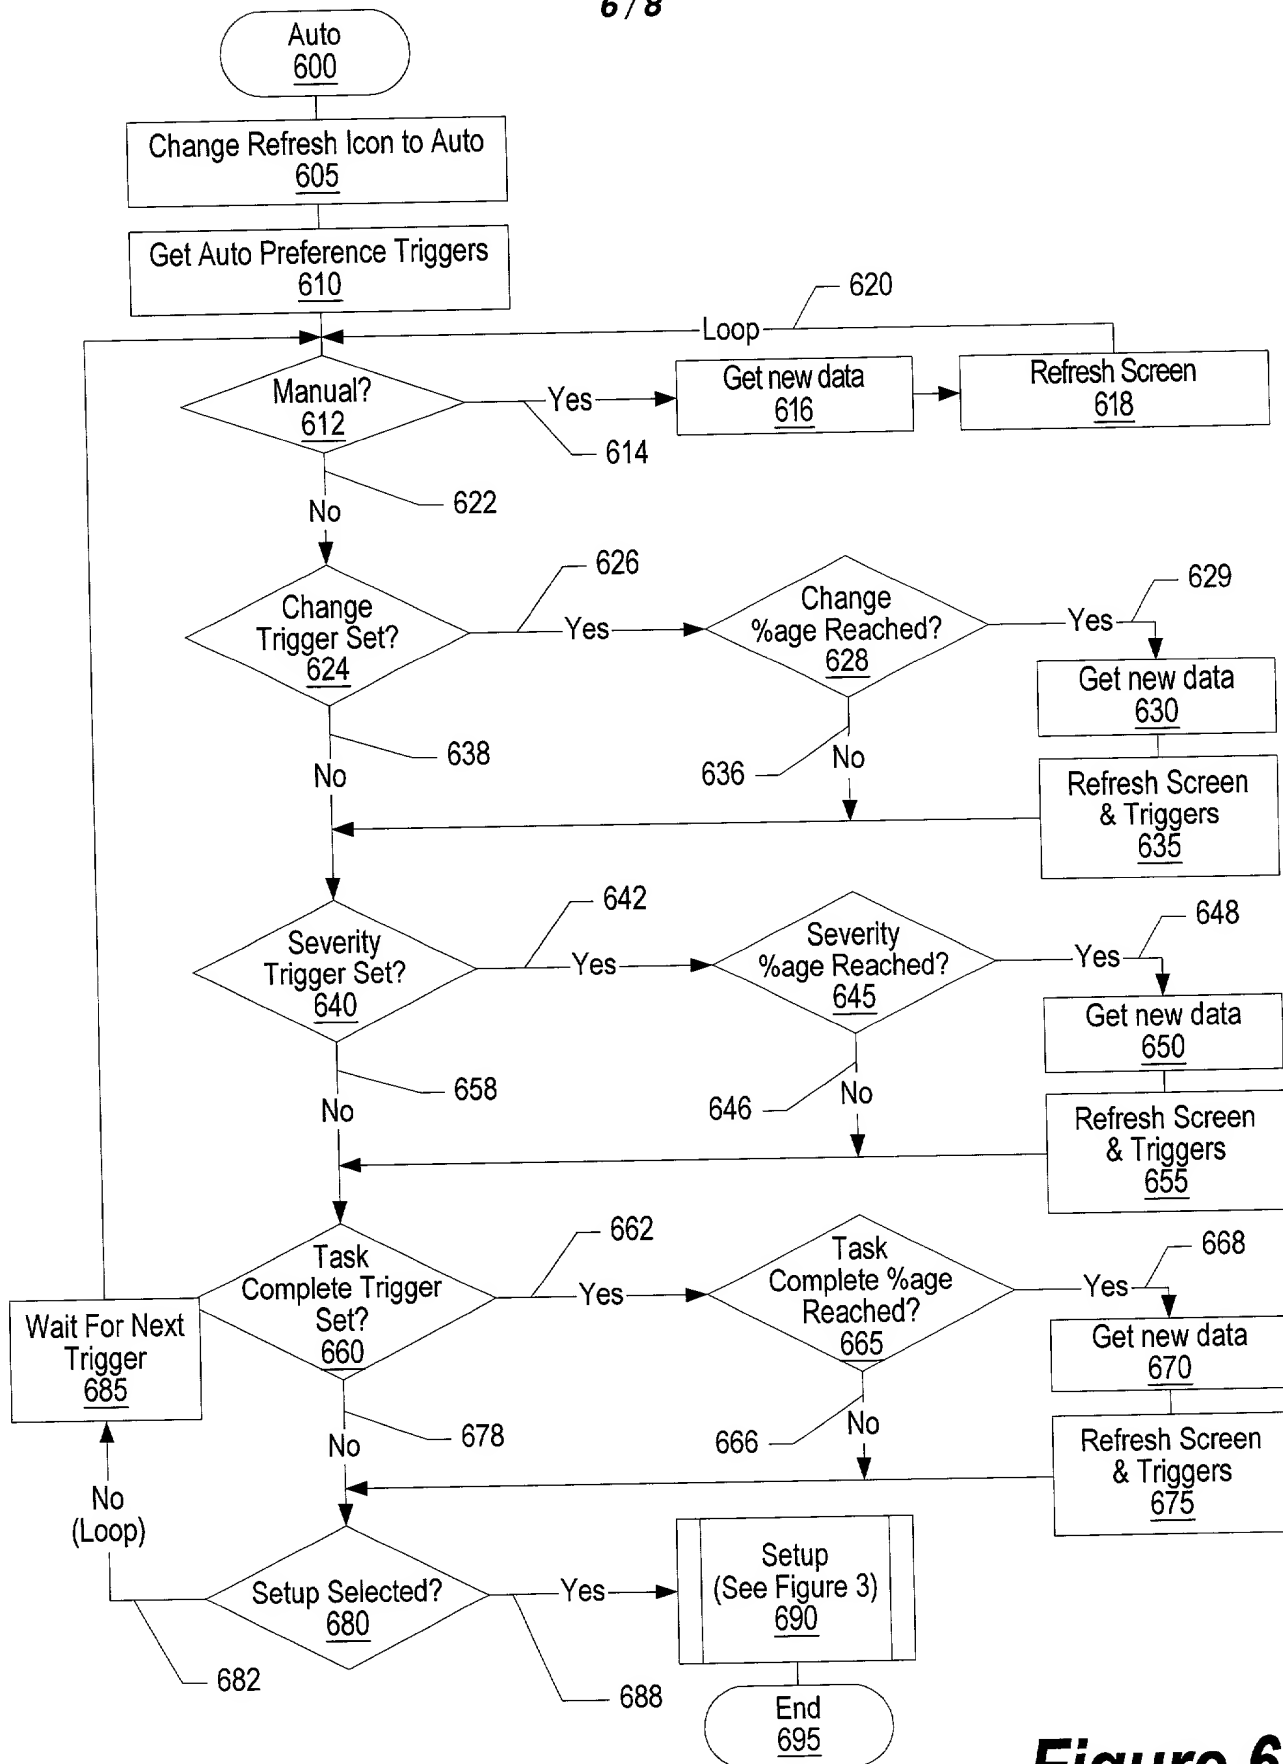 6/8
Auto
600
Change Refresh Icon to Auto
605
Get Auto Preference Triggers
610
620
Loop
Manual?
612
Yes
614
Get new data
616
Refresh Screen
618
622
No
Change
Trigger Set?
624
626
Yes
Change
%age Reached?
628
629
Yes
Get new data
630
638
No
636
No
Refresh Screen
& Triggers
635
Severity
Trigger Set?
640
642
Yes
Severity
%age Reached?
645
648
Yes
Get new data
650
658
No
646
No
Refresh Screen
& Triggers
655
Task
Complete Trigger
Set?
660
662
Yes
Task
Complete %age
Reached?
665
668
Yes
Get new data
670
Wait For Next
Trigger
685
678
No
666
No
Refresh Screen
& Triggers
675
No
(Loop)
Setup Selected?
680
Yes
Setup
(See Figure 3)
690
682
688
End
695
Figure 6